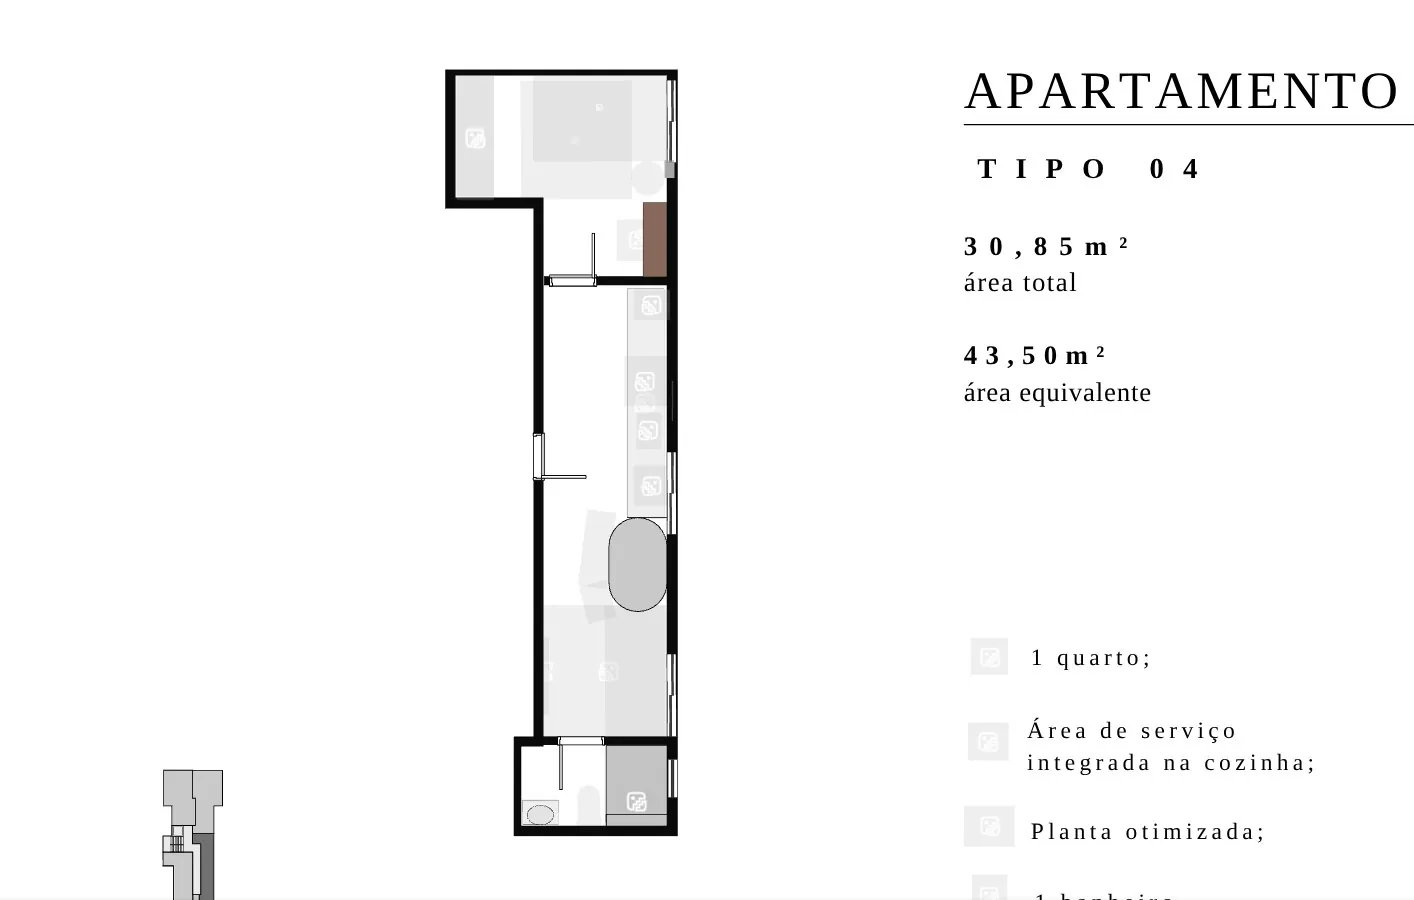 APARTAMENTO
TIPO 04
30,85m²
área total
43,50m²
área equivalente
1 quarto;
Área de serviço
integrada na cozinha;
Planta otimizada;